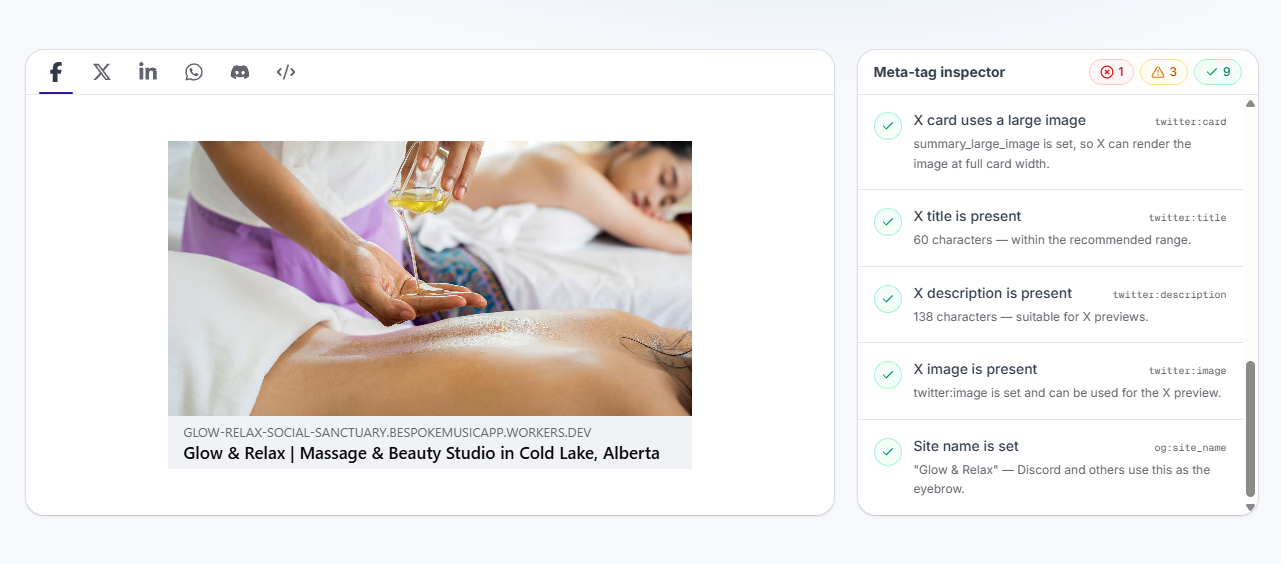 Meta-tag inspector
1
3
9
X card uses a large image
twitter:card
summary_large_image is set, so X can render the
image at full card width.
X title is present
twitter:title
60 characters — within the recommended range.
X description is present
twitter:description
138 characters — suitable for X previews.
X image is present
twitter:image
twitter:image is set and can be used for the X preview.
Site name is set
og:site_name
"Glow & Relax" — Discord and others use this as the
eyebrow.
GLOW-RELAX-SOCIAL-SANCTUARY.BESPOKEMUSICAPP.WORKERS.DEV
Glow & Relax | Massage & Beauty Studio in Cold Lake, Alberta